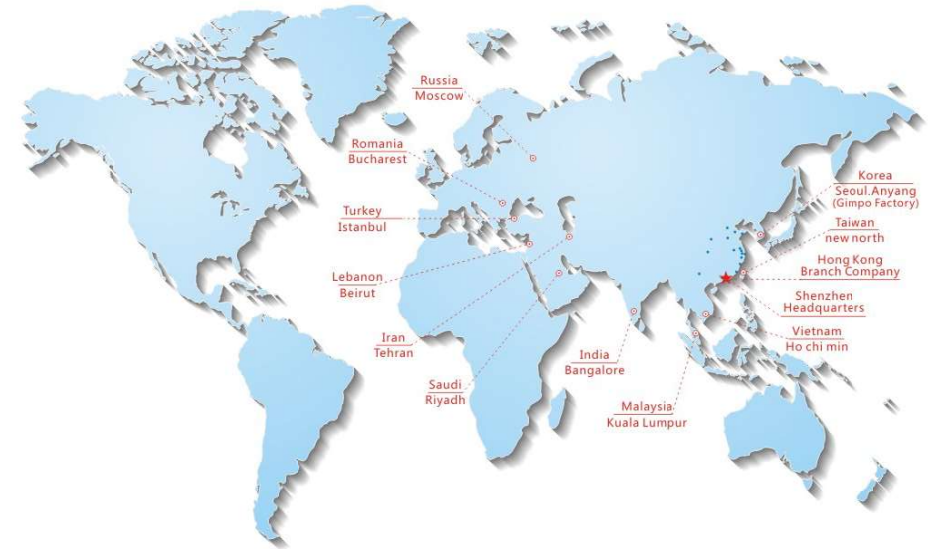 Russia
Moscow
Romania
Bucharest
Turkey
Istanbul
Lebanon
Beirut
Iran
Tehran
Saudi
Riyadh
India
Bangalore
Malaysia
Kuala Lumpur
Korea
Seoul.Anyang
(Gimpo Factory)
Taiwan
new north
Hong Kong
Branch Company
Shenzhen
Headquarters
Vietnam
Ho chi min